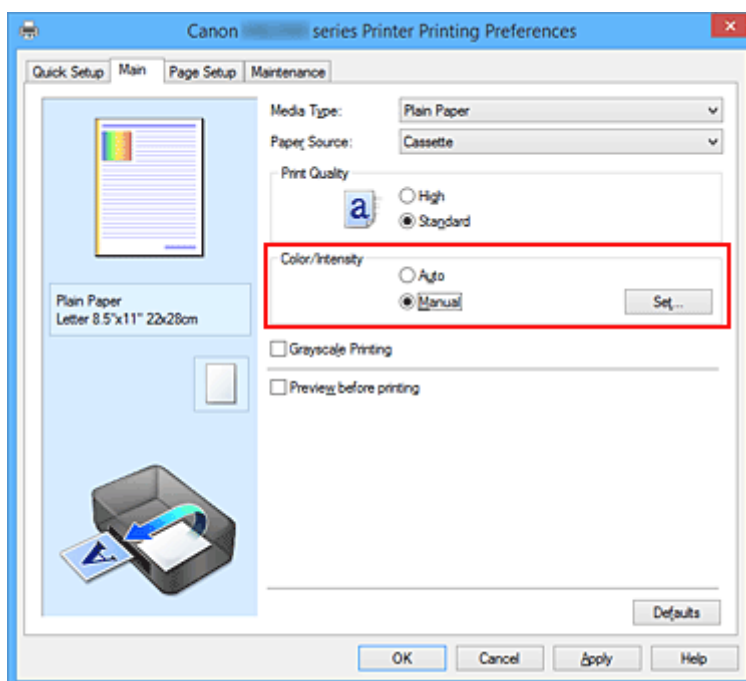 Canon series Printer Printing Preferences
Quick Setup Main Page Setup Maintenance
Media Type: Plain Paper
Paper Source: Cassette
Print Quality
a
High
Standard
Color/Intensity
Auto
Manual Set...
Plain Paper
Letter 8.5"x11" 22x28cm
Grayscale Printing
Preview before printing
A
Defaults
OK Cancel Apply Help